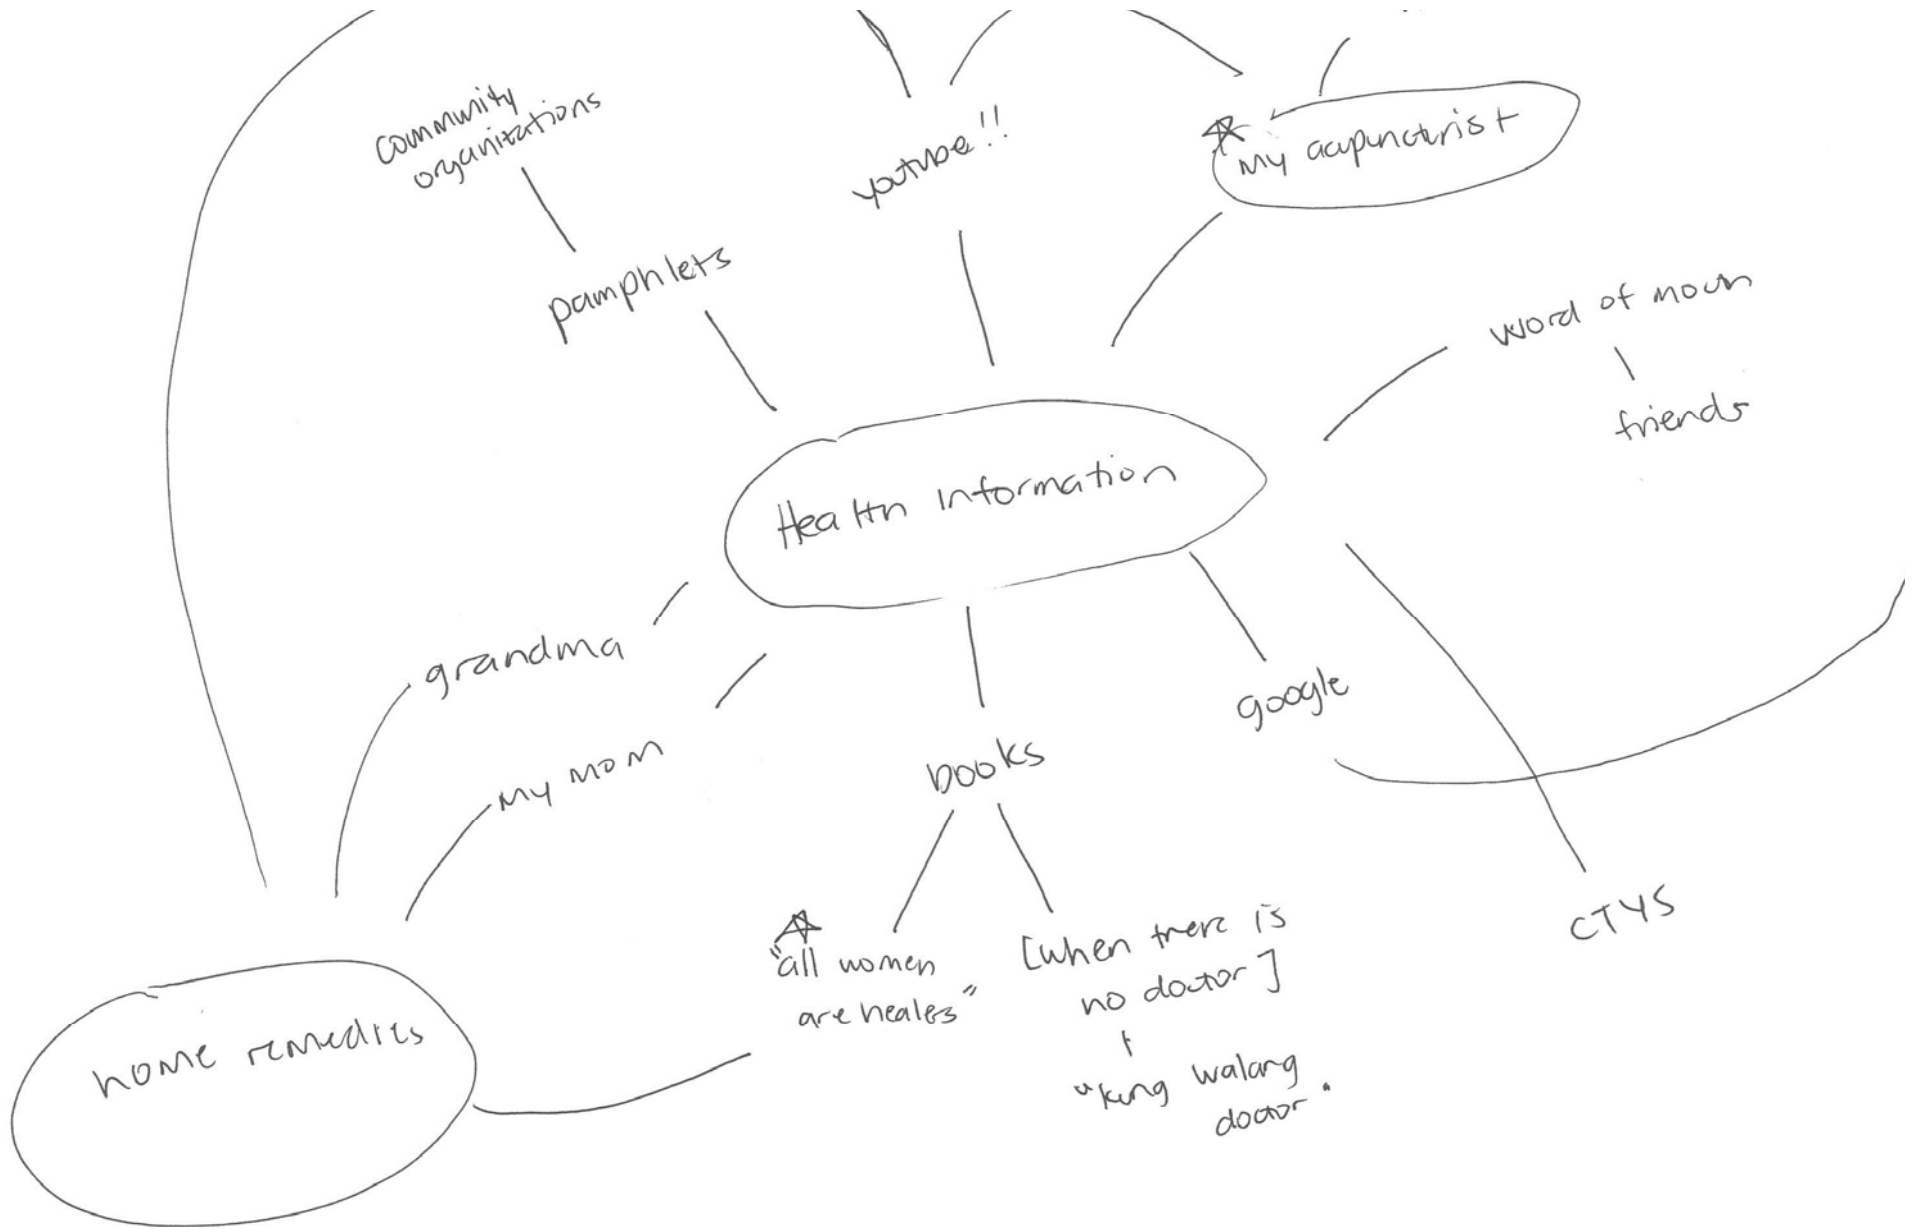 community
organizations
youtube!!
My acupuncturist
pamphlets
word of mouth
friends
Health Information
grandma
google
my mom
books
CTYS
"all women
are heales"
[when there is
no doctor]
"kung walang
doctor"
home remedies